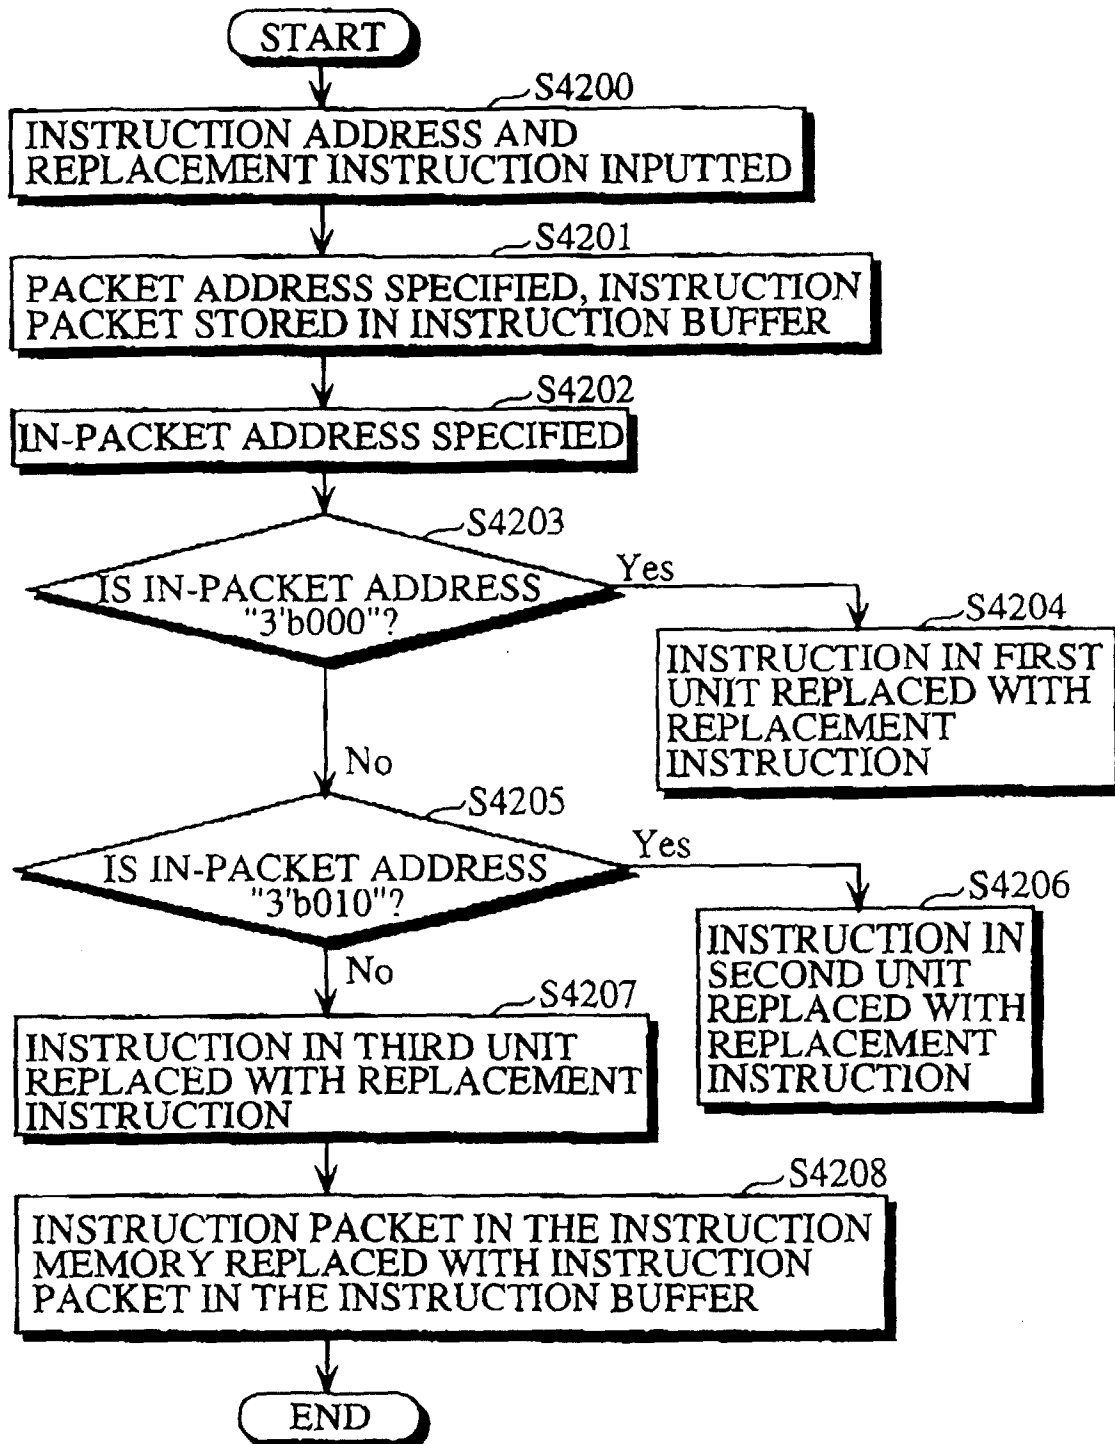 START
S4200
INSTRUCTION ADDRESS AND
REPLACEMENT INSTRUCTION INPUTTED
S4201
PACKET ADDRESS SPECIFIED, INSTRUCTION
PACKET STORED IN INSTRUCTION BUFFER
S4202
IN-PACKET ADDRESS SPECIFIED
S4203
IS IN-PACKET ADDRESS
"3'b000"?
Yes
S4204
INSTRUCTION IN FIRST
UNIT REPLACED WITH
REPLACEMENT
INSTRUCTION
No
S4205
IS IN-PACKET ADDRESS
"3'b010"?
Yes
S4206
INSTRUCTION IN
SECOND UNIT
REPLACED WITH
REPLACEMENT
INSTRUCTION
No
S4207
INSTRUCTION IN THIRD UNIT
REPLACED WITH REPLACEMENT
INSTRUCTION
S4208
INSTRUCTION PACKET IN THE INSTRUCTION
MEMORY REPLACED WITH INSTRUCTION
PACKET IN THE INSTRUCTION BUFFER
END